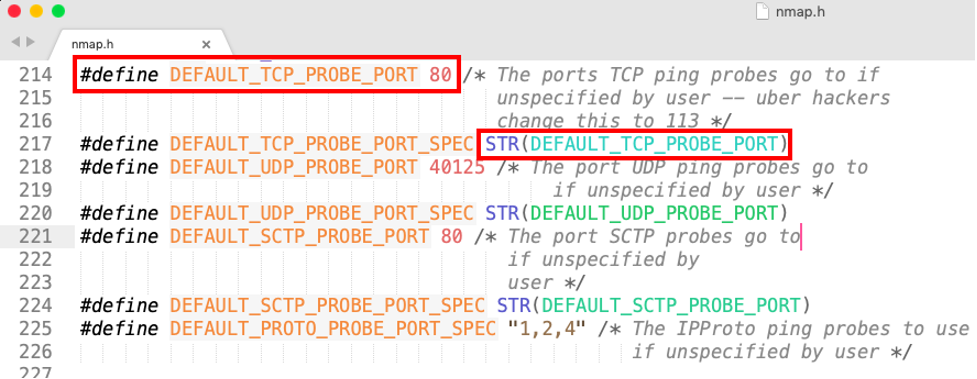 nmap.h
nmap.h
214 #define DEFAULT_TCP_PROBE_PORT 80 /* The ports TCP ping probes go to if
215 unspecified by user -- uber hackers
216 change this to 113 */
217 #define DEFAULT_TCP_PROBE_PORT_SPEC STR(DEFAULT_TCP_PROBE_PORT)
218 #define DEFAULT_UDP_PROBE_PORT 40125 /* The port UDP ping probes go to
219 if unspecified by user */
220 #define DEFAULT_UDP_PROBE_PORT_SPEC STR(DEFAULT_UDP_PROBE_PORT)
221 #define DEFAULT_SCTP_PROBE_PORT 80 /* The port SCTP probes go to
222 if unspecified by
223 user */
224 #define DEFAULT_SCTP_PROBE_PORT_SPEC STR(DEFAULT_SCTP_PROBE_PORT)
225 #define DEFAULT_PROTO_PROBE_PORT_SPEC "1,2,4" /* The IPProto ping probes to use
226 if unspecified by user */
227